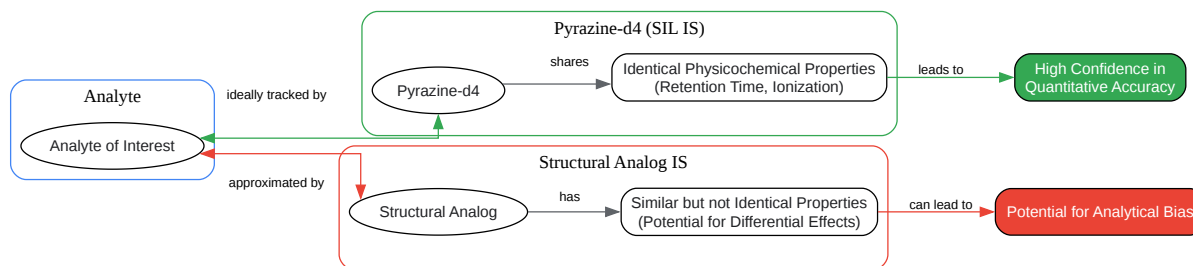 Pyrazine-d4 (SIL IS)
shares
Identical Physicochemical Properties
(Retention Time, Ionization)
leads to
High Confidence in
Quantitative Accuracy
Pyrazine-d4
Analyte
ideally tracked by
Analyte of Interest
approximated by
Structural Analog IS
Structural Analog
has
Similar but not Identical Properties
(Potential for Differential Effects)
can lead to
Potential for Analytical Bias